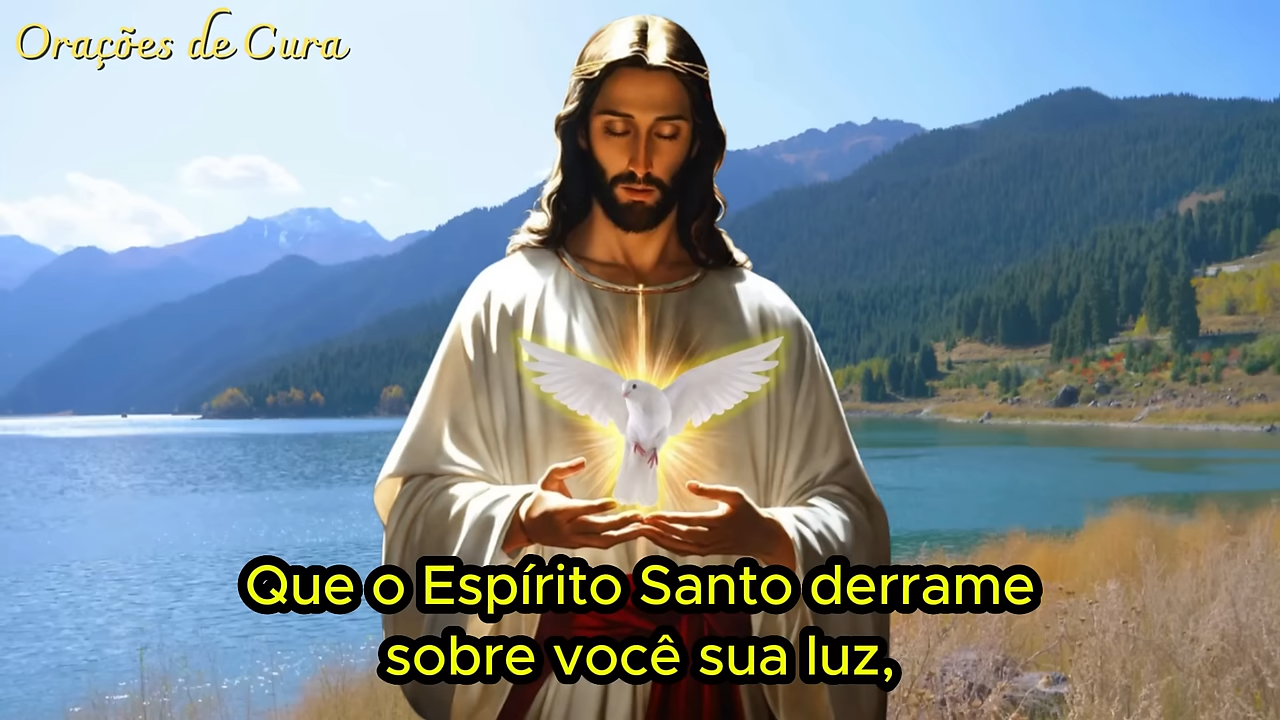 Orações de Cura
Que o Espírito Santo derrame
sobre você sua luz,